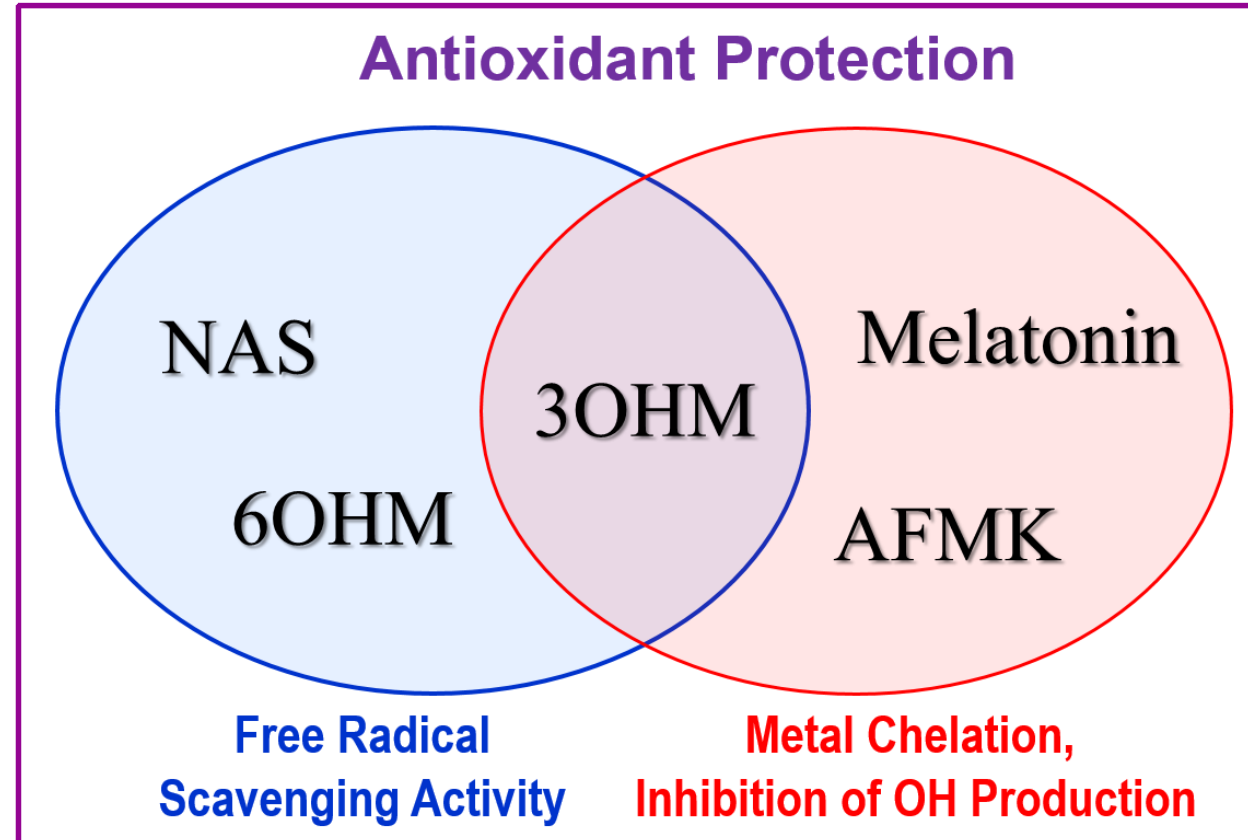 Antioxidant Protection
NAS
6OHM
3OHM
Melatonin
AFMK
Free Radical
Scavenging Activity
Metal Chelation,
Inhibition of OH Production